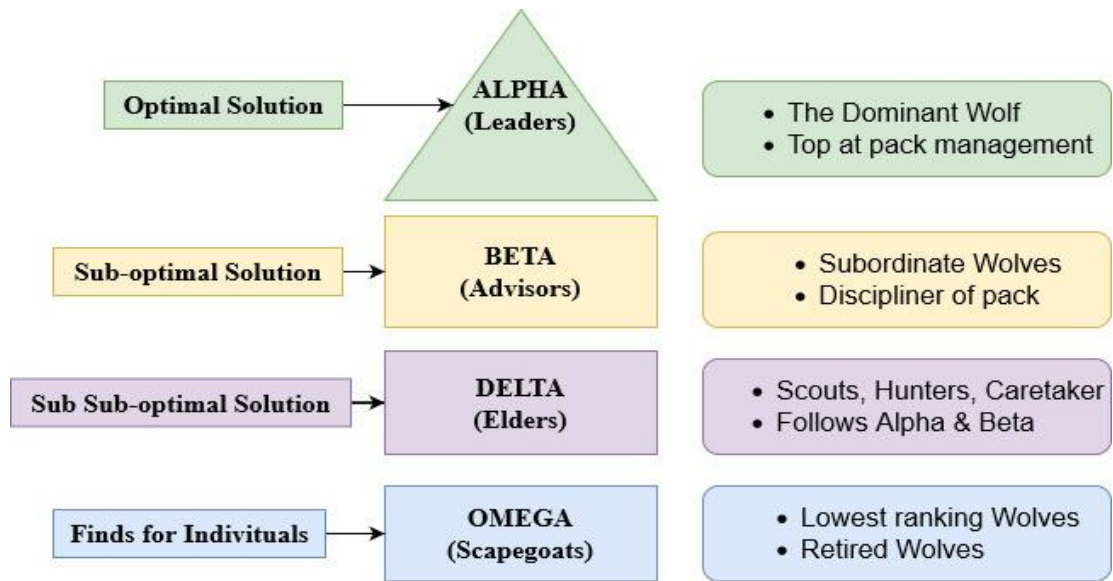 Optimal Solution
ALPHA
(Leaders)
• The Dominant Wolf
• Top at pack management
Sub-optimal Solution
BETA
(Advisors)
• Subordinate Wolves
• Discipliner of pack
Sub Sub-optimal Solution
DELTA
(Elders)
• Scouts, Hunters, Caretaker
• Follows Alpha & Beta
Finds for Indivituals
OMEGA
(Scapegoats)
• Lowest ranking Wolves
• Retired Wolves